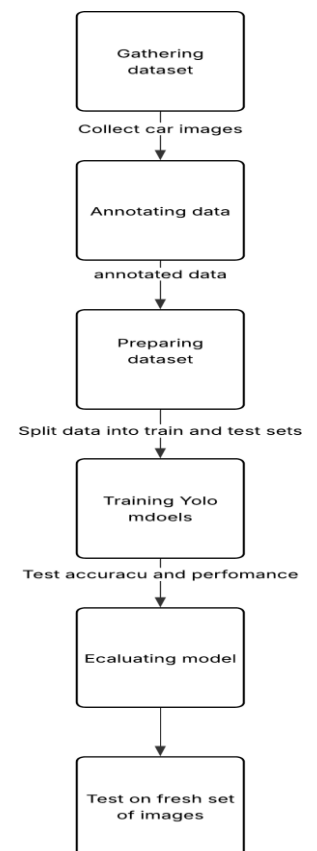 Gathering
dataset
Collect car images
Annotating data
annotated data
Preparing
dataset
Split data into train and test sets
Training Yolo
mdoels
Test accuracu and perfomance
Ecaluating model
Test on fresh set
of images